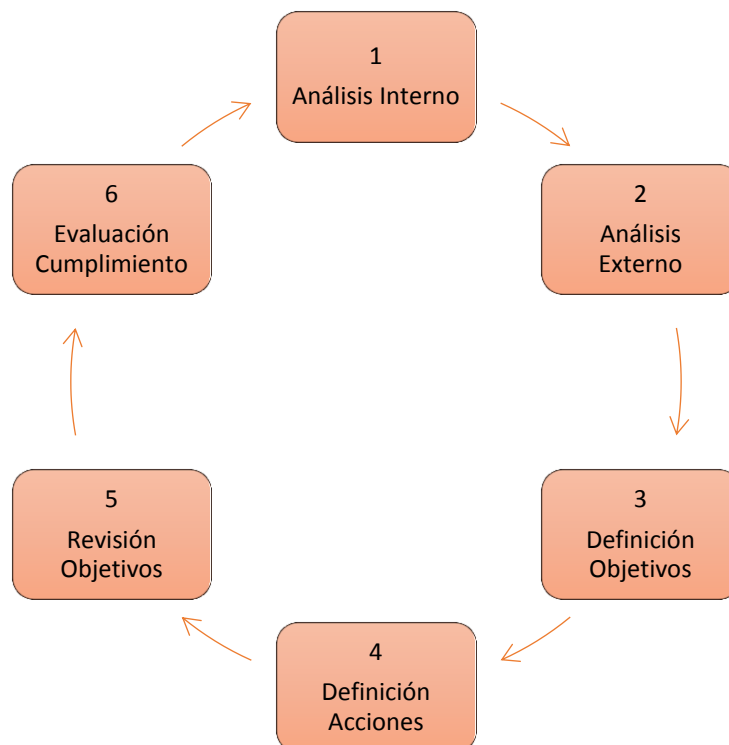 1
Análisis Interno
2
Análisis
Externo
3
Definición
Objetivos
4
Definición
Acciones
5
Revisión
Objetivos
6
Evaluación
Cumplimiento